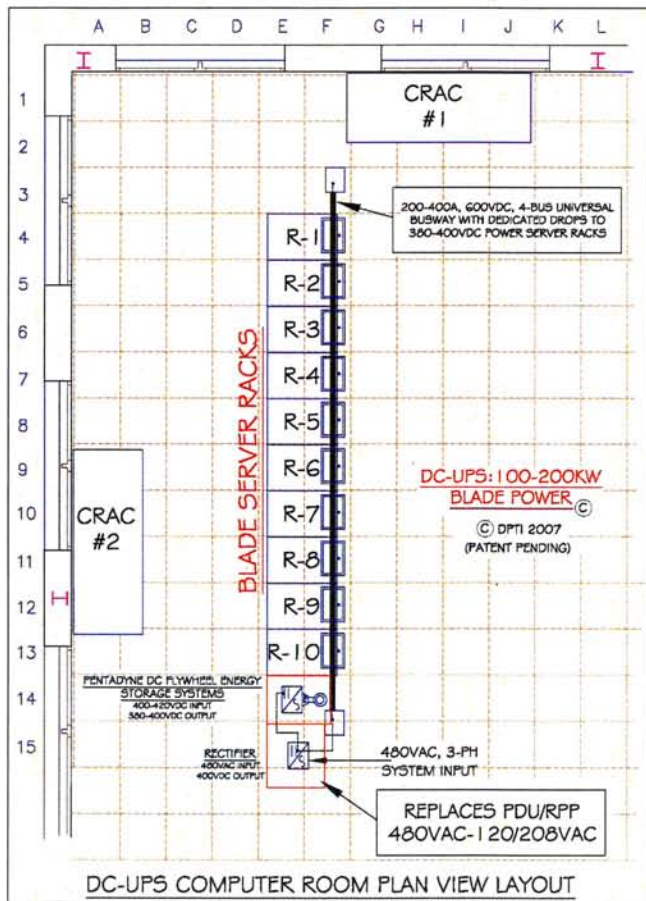 A B C D E F G H I J K L
1
2
3
4
5
6
7
8
9
10
11
12
13
14
15
CRAC
#1
200-400A, 600VDC, 4-BUS UNIVERSAL
BUSWAY WITH DEDICATED DROPS TO
380-400VDC POWER SERVER RACKS
R-1
R-2
R-3
R-4
R-5
R-6
R-7
R-8
R-9
R-10
BLADE SERVER RACKS
CRAC
#2
DC-UPS: 100-200KW
BLADE POWER ©
© DPTI 2007
(PATENT PENDING)
PENTADYNE DC FLYWHEEL ENERGY
STORAGE SYSTEMS
400-420VDC INPUT
380-400VDC OUTPUT
RECTIFIER
480VAC INPUT
400VDC OUTPUT
480VAC, 3-PH
SYSTEM INPUT
REPLACES PDU/RPP
480VAC-120/208VAC
DC-UPS COMPUTER ROOM PLAN VIEW LAYOUT